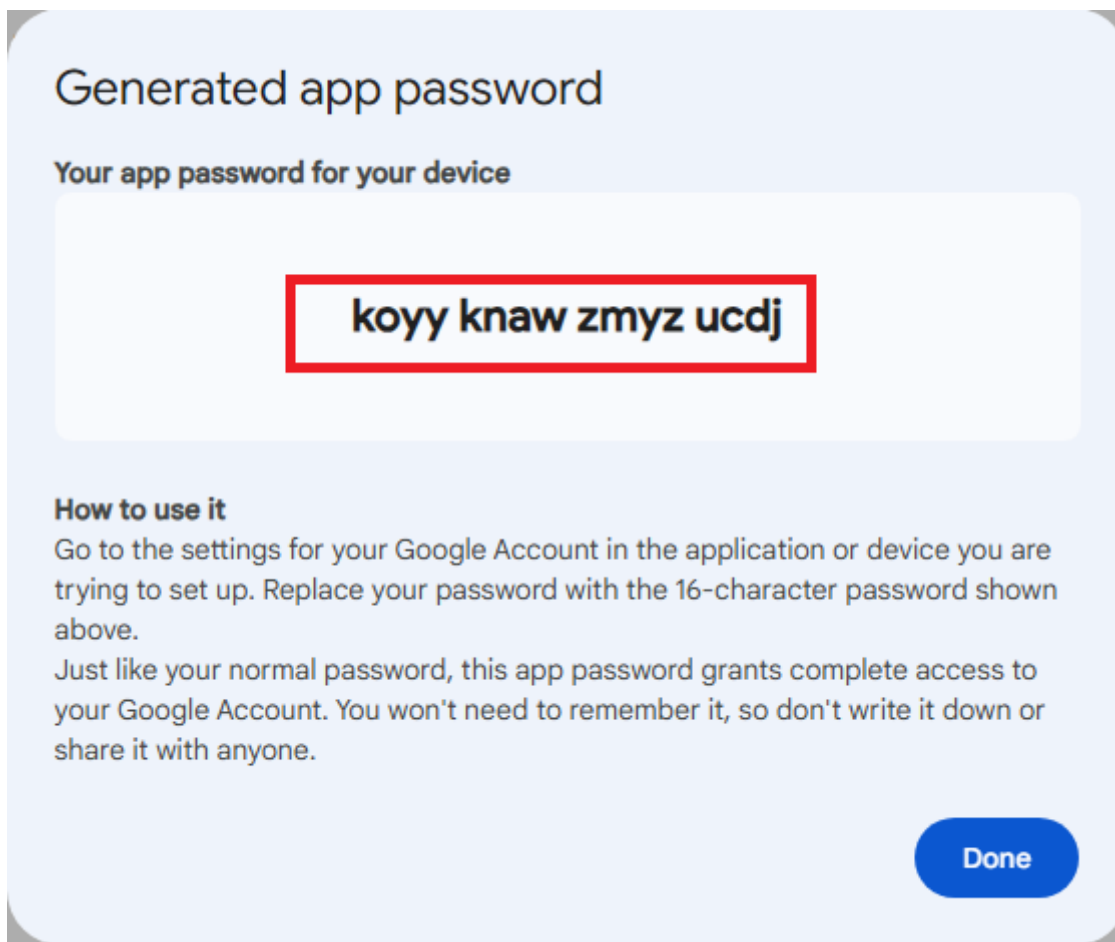 Generated app password
Your app password for your device
koyy knaw zmyz ucdj
How to use it
Go to the settings for your Google Account in the application or device you are
trying to set up. Replace your password with the 16-character password shown
above.
Just like your normal password, this app password grants complete access to
your Google Account. You won't need to remember it, so don't write it down or
share it with anyone.
Done